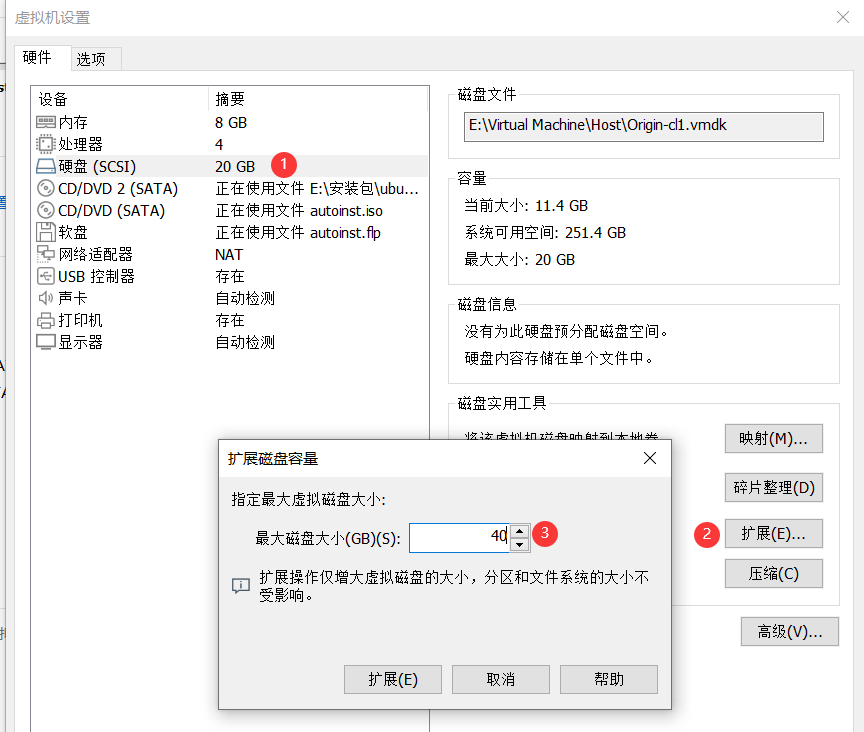 虚拟机设置
硬件 选项
设备 摘要
内存 8 GB
处理器 4
硬盘 (SCSI) 20 GB 1
CD/DVD 2 (SATA) 正在使用文件 E:\安装包\ubu...
CD/DVD (SATA) 正在使用文件 autoinst.iso
软盘 正在使用文件 autoinst.flp
网络适配器 NAT
USB 控制器 存在
声卡 自动检测
打印机 存在
显示器 自动检测
磁盘文件
E:\Virtual Machine\Host\Origin-cl1.vmdk
容量
当前大小: 11.4 GB
系统可用空间: 251.4 GB
最大大小: 20 GB
磁盘信息
没有为此硬盘预分配磁盘空间。
硬盘内容存储在单个文件中。
磁盘实用工具
将该虚拟机磁盘映射到本地卷
映射(M)...
碎片整理(D)
2 扩展(E)...
压缩(C)
高级(V)...
扩展磁盘容量
指定最大虚拟磁盘大小:
最大磁盘大小(GB)(S): 40 3
扩展操作仅增大虚拟磁盘的大小，分区和文件系统的大小不
受影响。
扩展(E) 取消 帮助